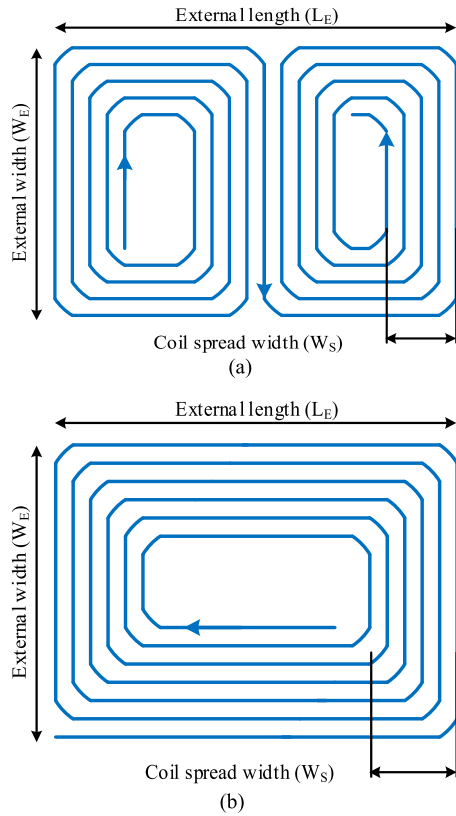 External length (LE)
External width (WE)
Coil spread width (WS)
(a)
External length (LE)
External width (WE)
Coil spread width (WS)
(b)